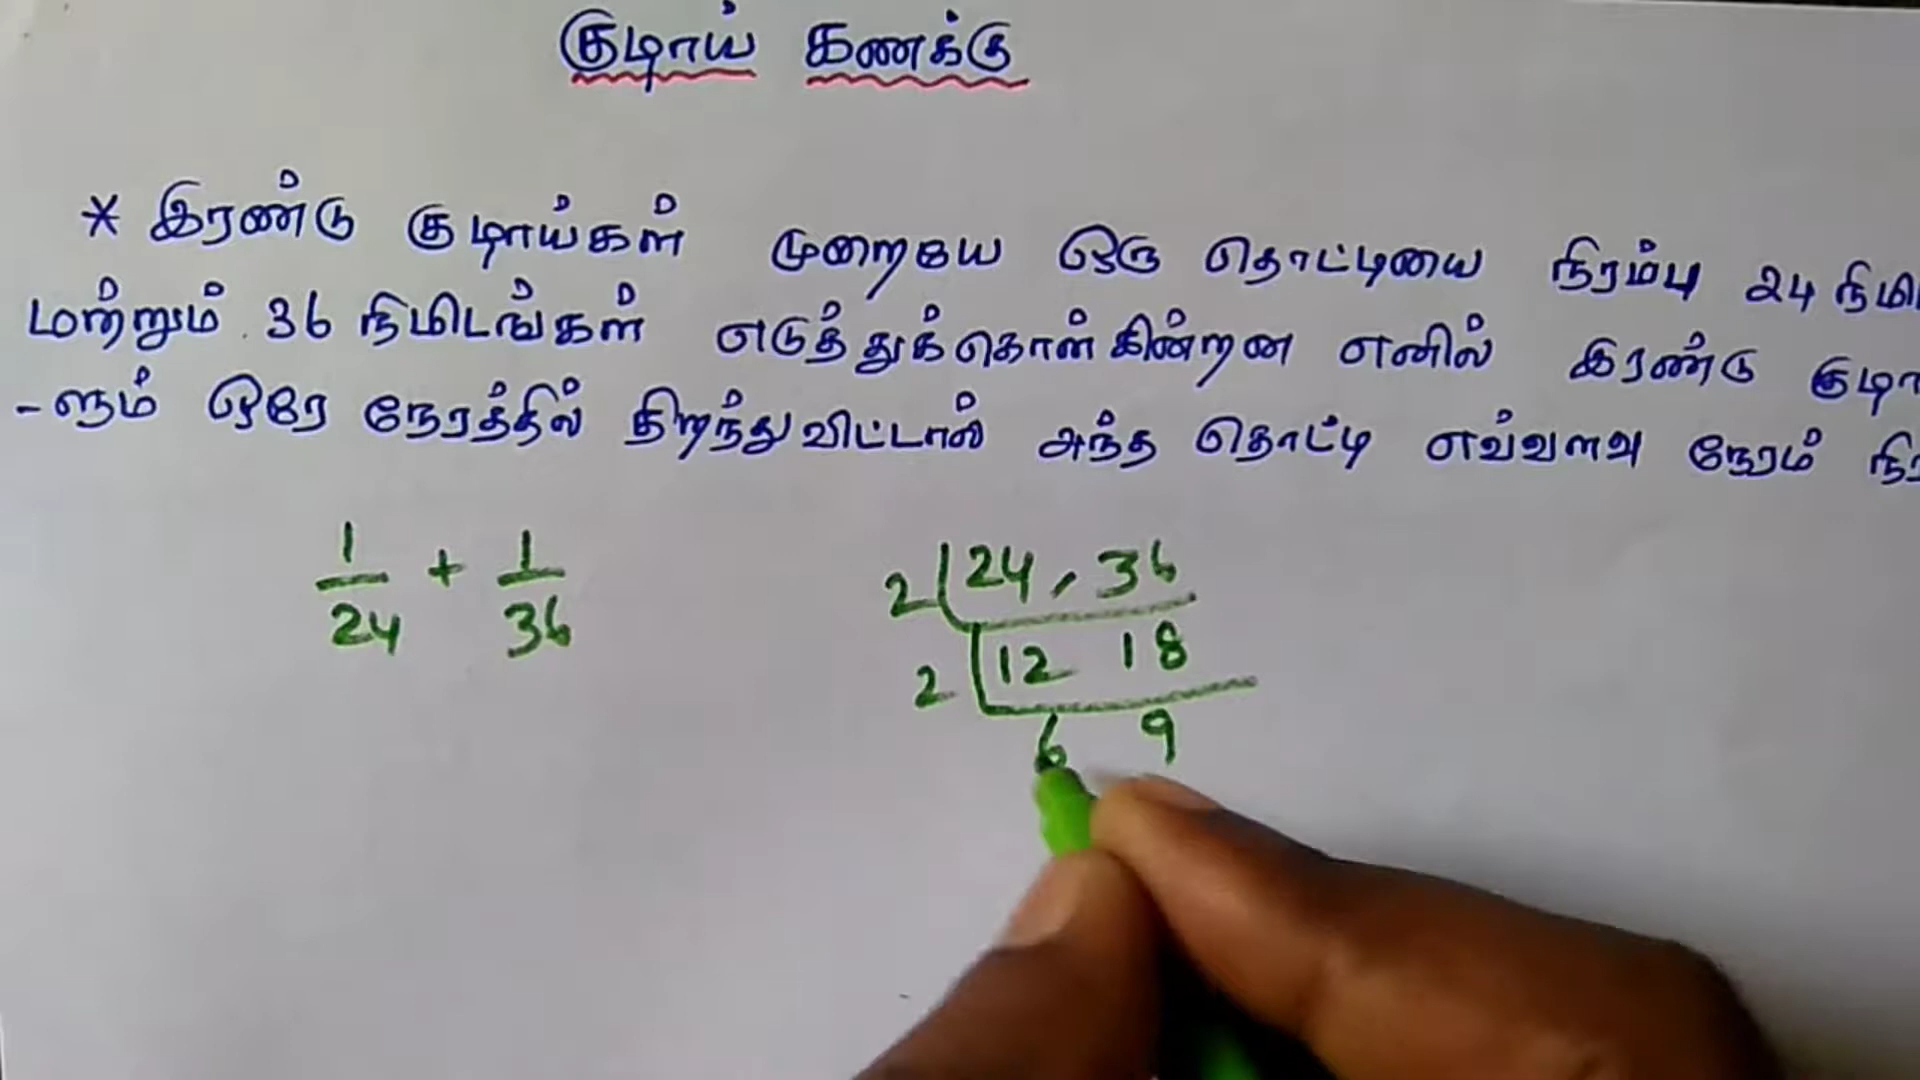 குழாய் கணக்கு
* இரண்டு குழாய்கள் முறையே ஒரு தொட்டியை நிரம்பு 24
மற்றும் 36 நிமிடங்கள் எடுத்துக்கொள்கின்றன எனில் இரண்டு
-ளும் ஒரே நேரத்தில் திறந்துவிட்டால் அந்த தொட்டி எவ்வளவு நேரம்
1/24 + 1/36
2 24, 36
2 12 18
6 9